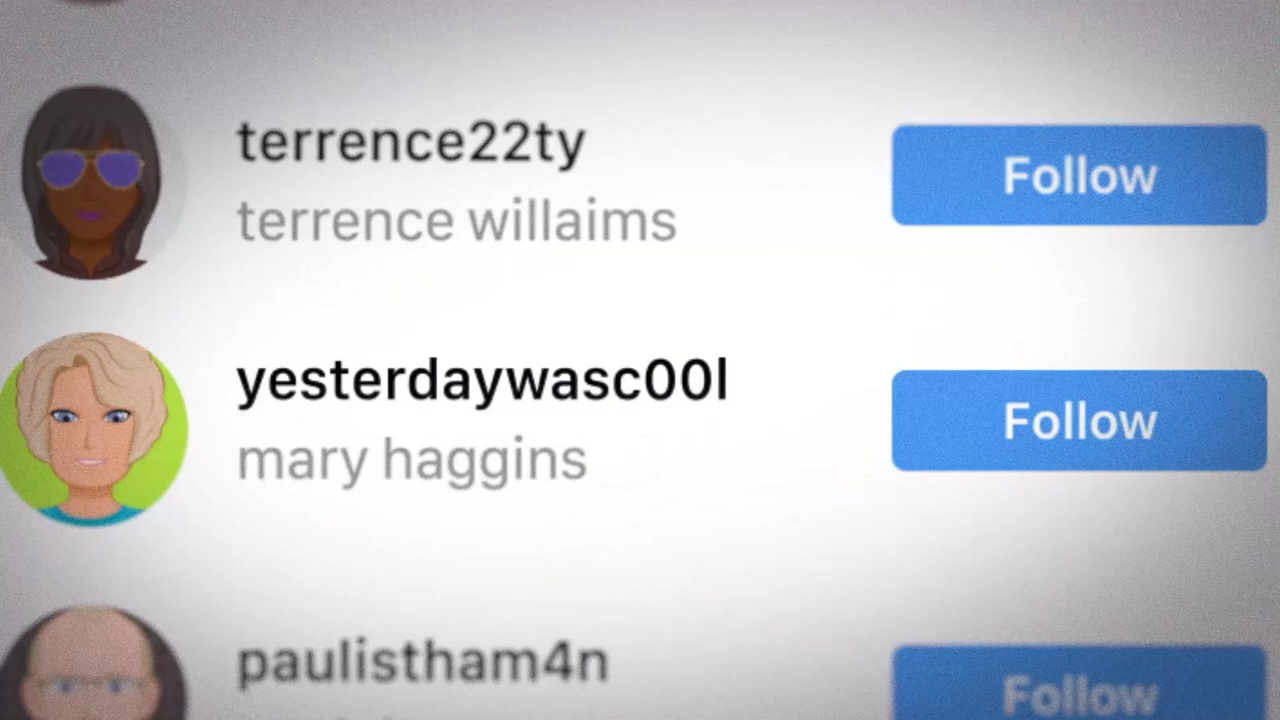 terrence22ty
terrence willaims
Follow
yesterdaywasc00l
mary haggins
Follow
paulistham4n
Follow